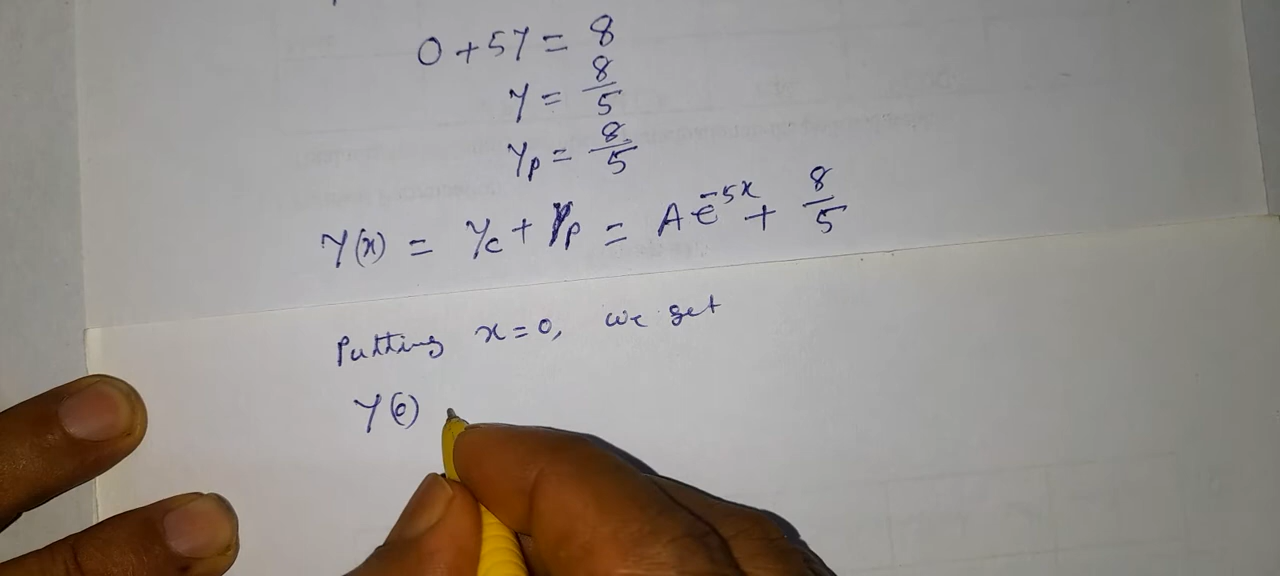 0 + 5y = 8
y = 8/5
yp = 8/5
y(x) = yc + yp = Ae^-5x + 8/5
Putting x=0, we get
y(0)